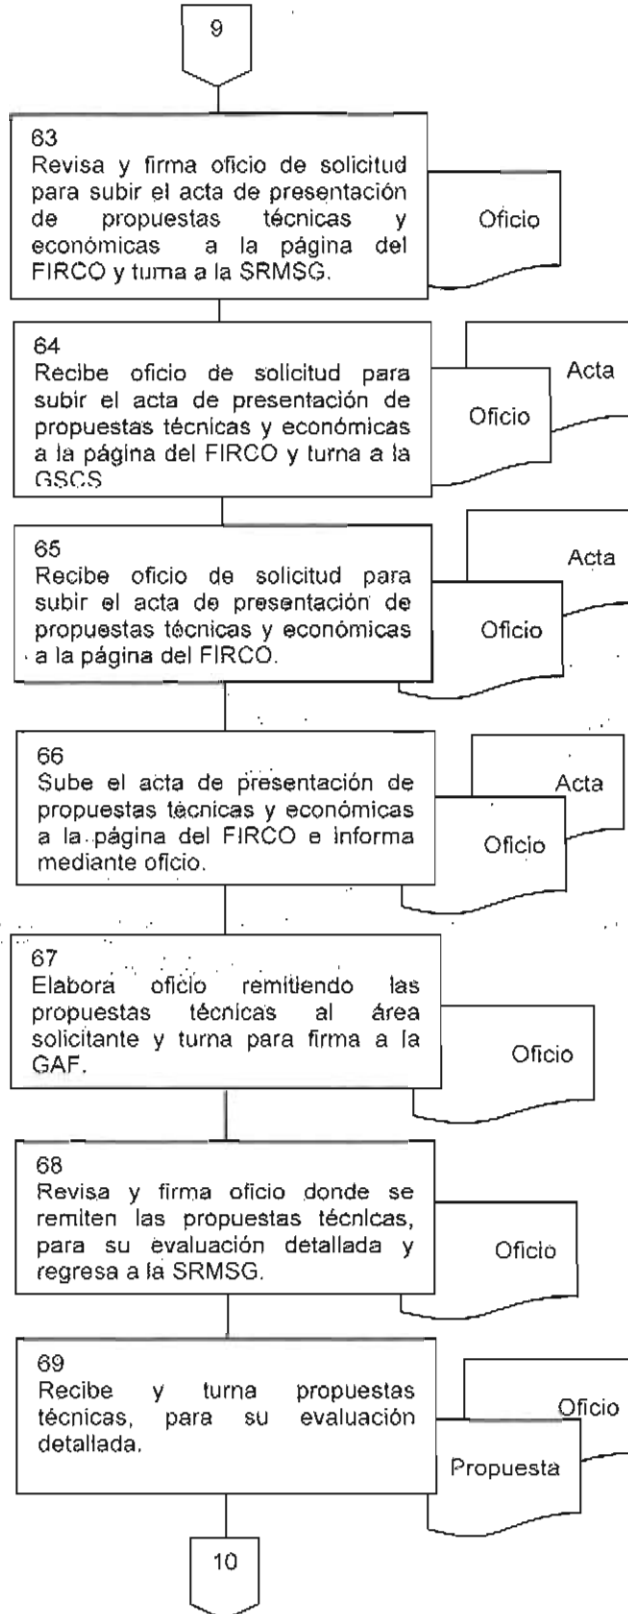 9
63
Revisa y firma oficio de solicitud
para subir el acta de presentación
de propuestas técnicas y
económicas a la página del
FIRCO y turna a la SRMSG.
Oficio
64
Recibe oficio de solicitud para
subir el acta de presentación de
propuestas técnicas y económicas
a la página del FIRCO y turna a la
GSCS
Oficio
Acta
65
Recibe oficio de solicitud para
subir el acta de presentación de
propuestas técnicas y económicas
a la página del FIRCO.
Oficio
Acta
66
Sube el acta de presentación de
propuestas técnicas y económicas
a la página del FIRCO e informa
mediante oficio.
Oficio
Acta
67
Elabora oficio remitiendo las
propuestas técnicas al área
solicitante y turna para firma a la
GAF.
Oficio
68
Revisa y firma oficio donde se
remiten las propuestas técnicas,
para su evaluación detallada y
regresa a la SRMSG.
Oficio
69
Recibe y turna propuestas
técnicas, para su evaluación
detallada.
Oficio
Propuesta
10